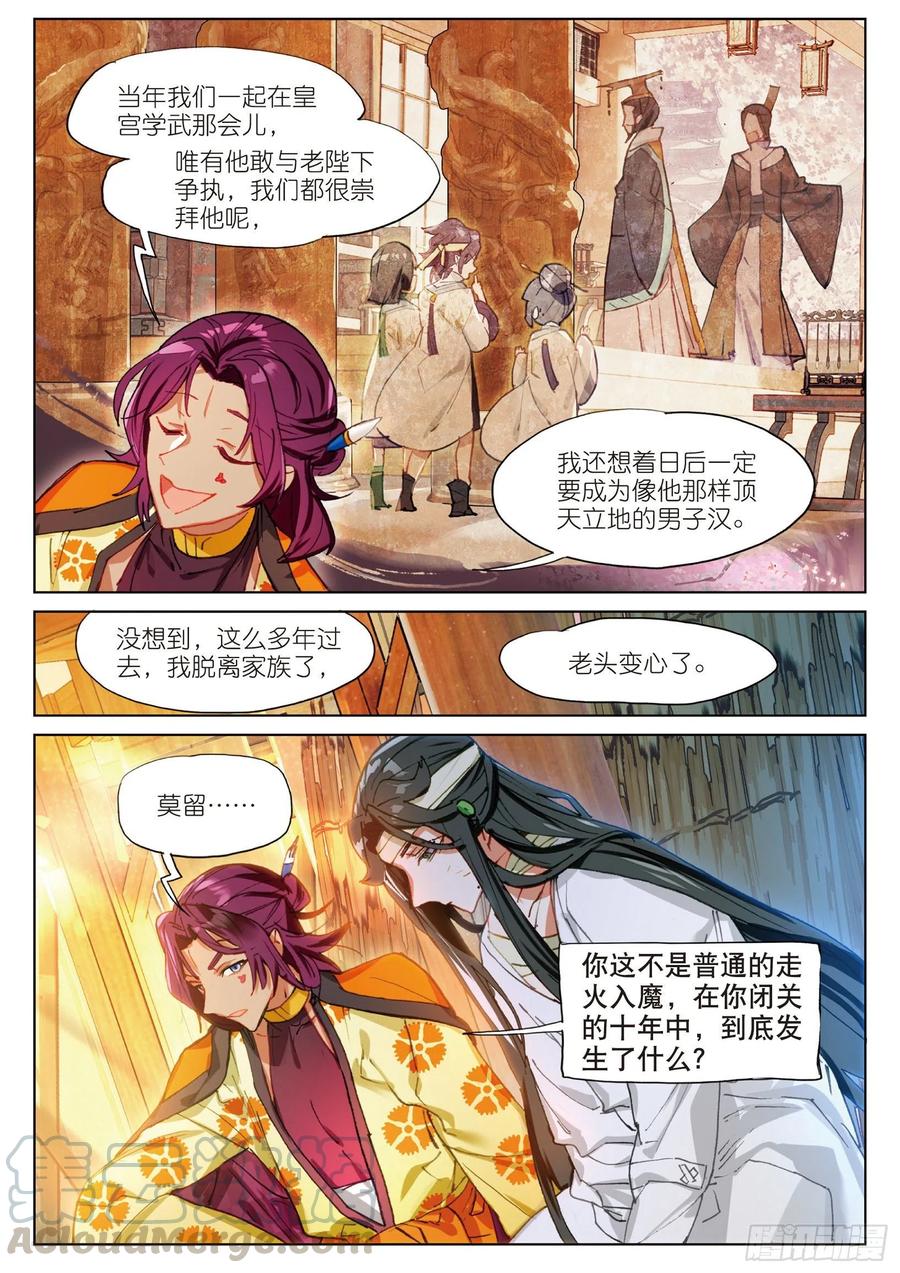 当年我们一起在皇
宫学武那会儿，
唯有他敢与老陛下
争执，我们都很崇
拜他呢，
我还想着日后一定
要成为像他那样顶
天立地的男子汉。
没想到，这么多年过
去，我脱离家族了，
老头变心了。
莫留……
你这不是普通的走
火入魔，在你闭关
的十年中，到底发
生了什么？
AcloudMerge.com
腾讯动漫